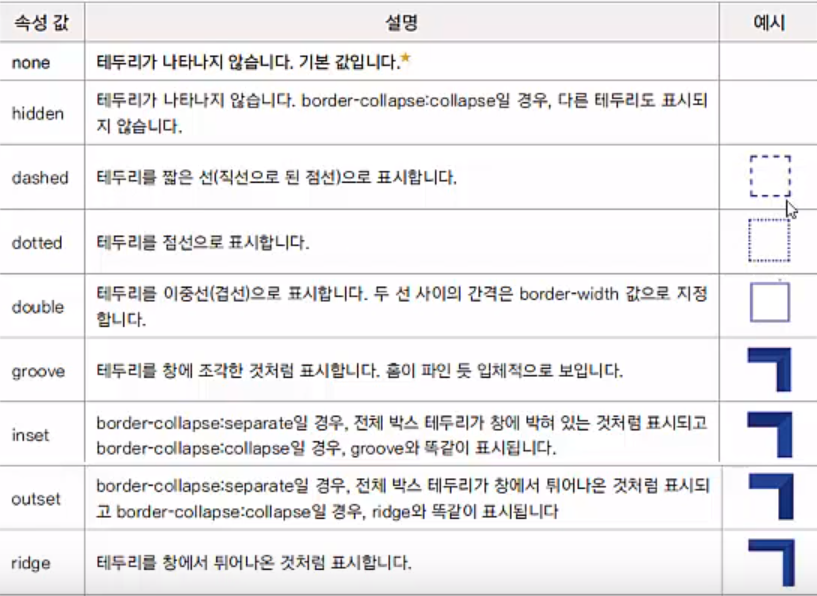 속성 값 설명 예시
none 테두리가 나타나지 않습니다. 기본 값입니다.★
hidden 테두리가 나타나지 않습니다. border-collapse:collapse일 경우, 다른 테두리도 표시되
지 않습니다.
dashed 테두리를 짧은 선(직선으로 된 점선)으로 표시합니다.
dotted 테두리를 점선으로 표시합니다.
double 테두리를 이중선(겹선)으로 표시합니다. 두 선 사이의 간격은 border-width 값으로 지정
합니다.
groove 테두리를 창에 조각한 것처럼 표시합니다. 홈이 파인 듯 입체적으로 보입니다.
inset border-collapse:separate일 경우, 전체 박스 테두리가 창에 박혀 있는 것처럼 표시되고
border-collapse:collapse일 경우, groove와 똑같이 표시됩니다.
outset border-collapse:separate일 경우, 전체 박스 테두리가 창에서 튀어나온 것처럼 표시되
고 border-collapse:collapse일 경우, ridge와 똑같이 표시됩니다
ridge 테두리를 창에서 튀어나온 것처럼 표시합니다.